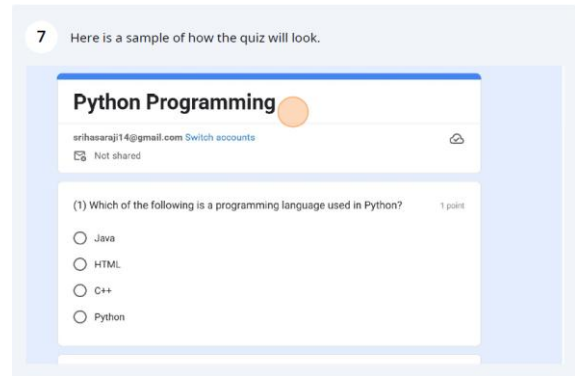 7 Here is a sample of how the quiz will look.
Python Programming
srihasaraji14@gmail.com Switch accounts
Not shared
(1) Which of the following is a programming language used in Python? 1 point
Java
HTML
C++
Python